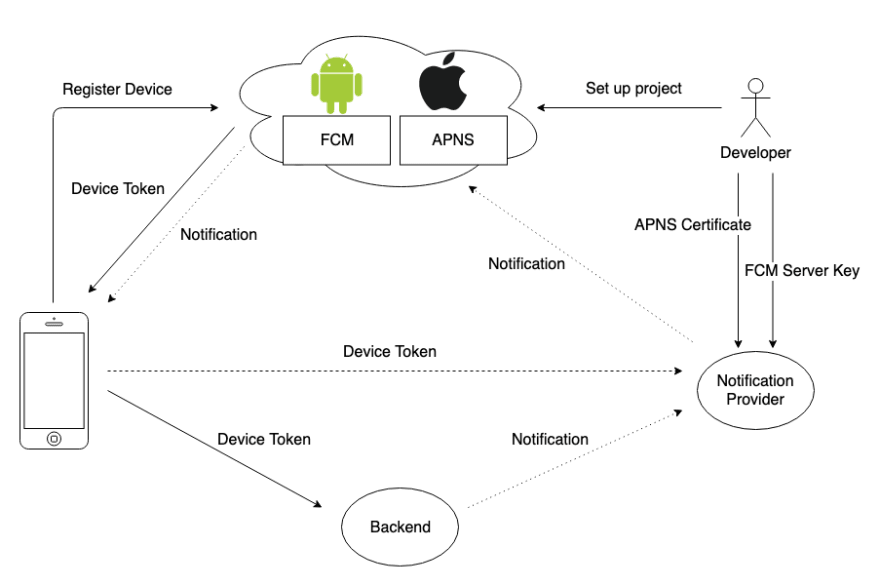 Register Device
Set up project
FCM
APNS
Developer
Device Token
APNS Certificate
Notification
Notification
FCM Server Key
Device Token
Notification
Provider
Device Token
Notification
Backend